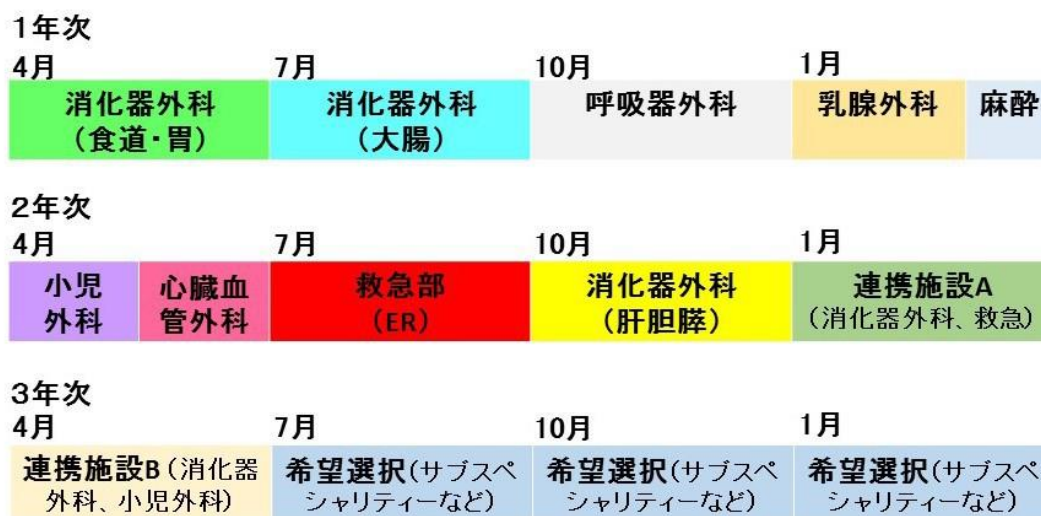 1年次
4月 7月 10月 1月
消化器外科
（食道・胃）
消化器外科
（大腸）
呼吸器外科
乳腺外科
麻酔
2年次
4月 7月 10月 1月
小児
外科
心臓血
管外科
救急部
（ER）
消化器外科
（肝胆膵）
連携施設A
（消化器外科、救急）
3年次
4月 7月 10月 1月
連携施設B（消化器
外科、小児外科）
希望選択（サブスペ
シャリティーなど）
希望選択（サブスペ
シャリティーなど）
希望選択（サブスペ
シャリティーなど）